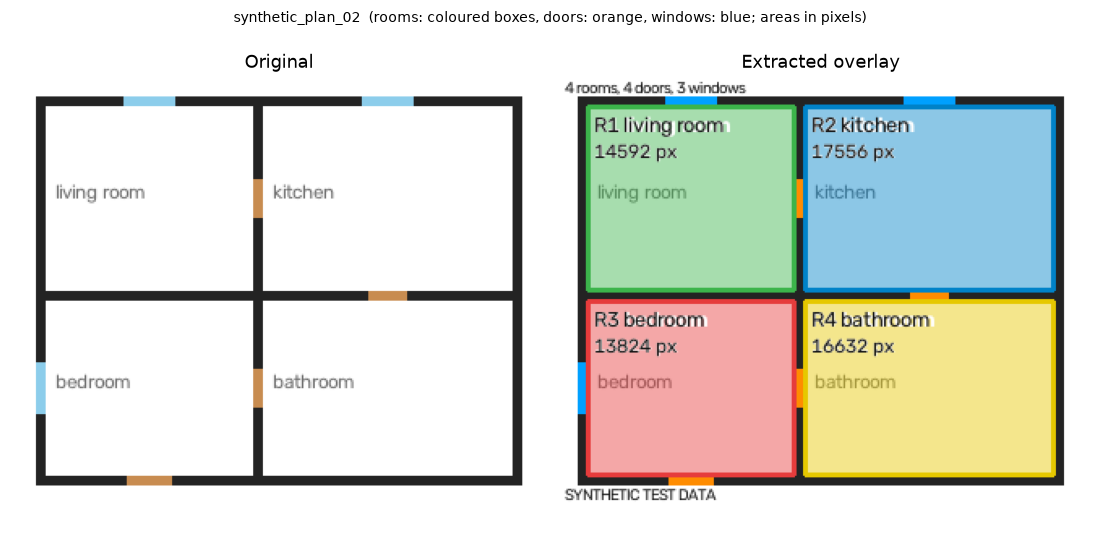 synthetic_plan_02  (rooms: coloured boxes, doors: orange, windows: blue; areas in pixels)
Original
living room
kitchen
bedroom
bathroom
Extracted overlay
4 rooms, 4 doors, 3 windows
R1 living room
14592 px
living room
R2 kitchen
17556 px
kitchen
R3 bedroom
13824 px
bedroom
R4 bathroom
16632 px
bathroom
SYNTHETIC TEST DATA